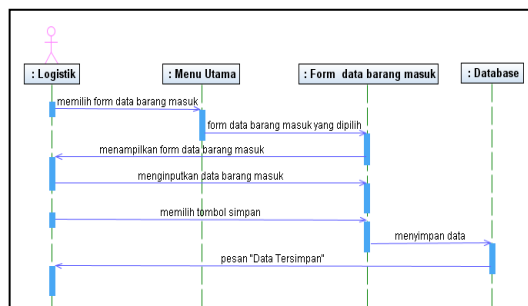 : Logistik
: Menu Utama
: Form data barang masuk
: Database
memilih form data barang masuk
form data barang masuk yang dipilih
menampilkan form data barang masuk
menginputkan data barang masuk
memilih tombol simpan
menyimpan data
pesan "Data Tersimpan"